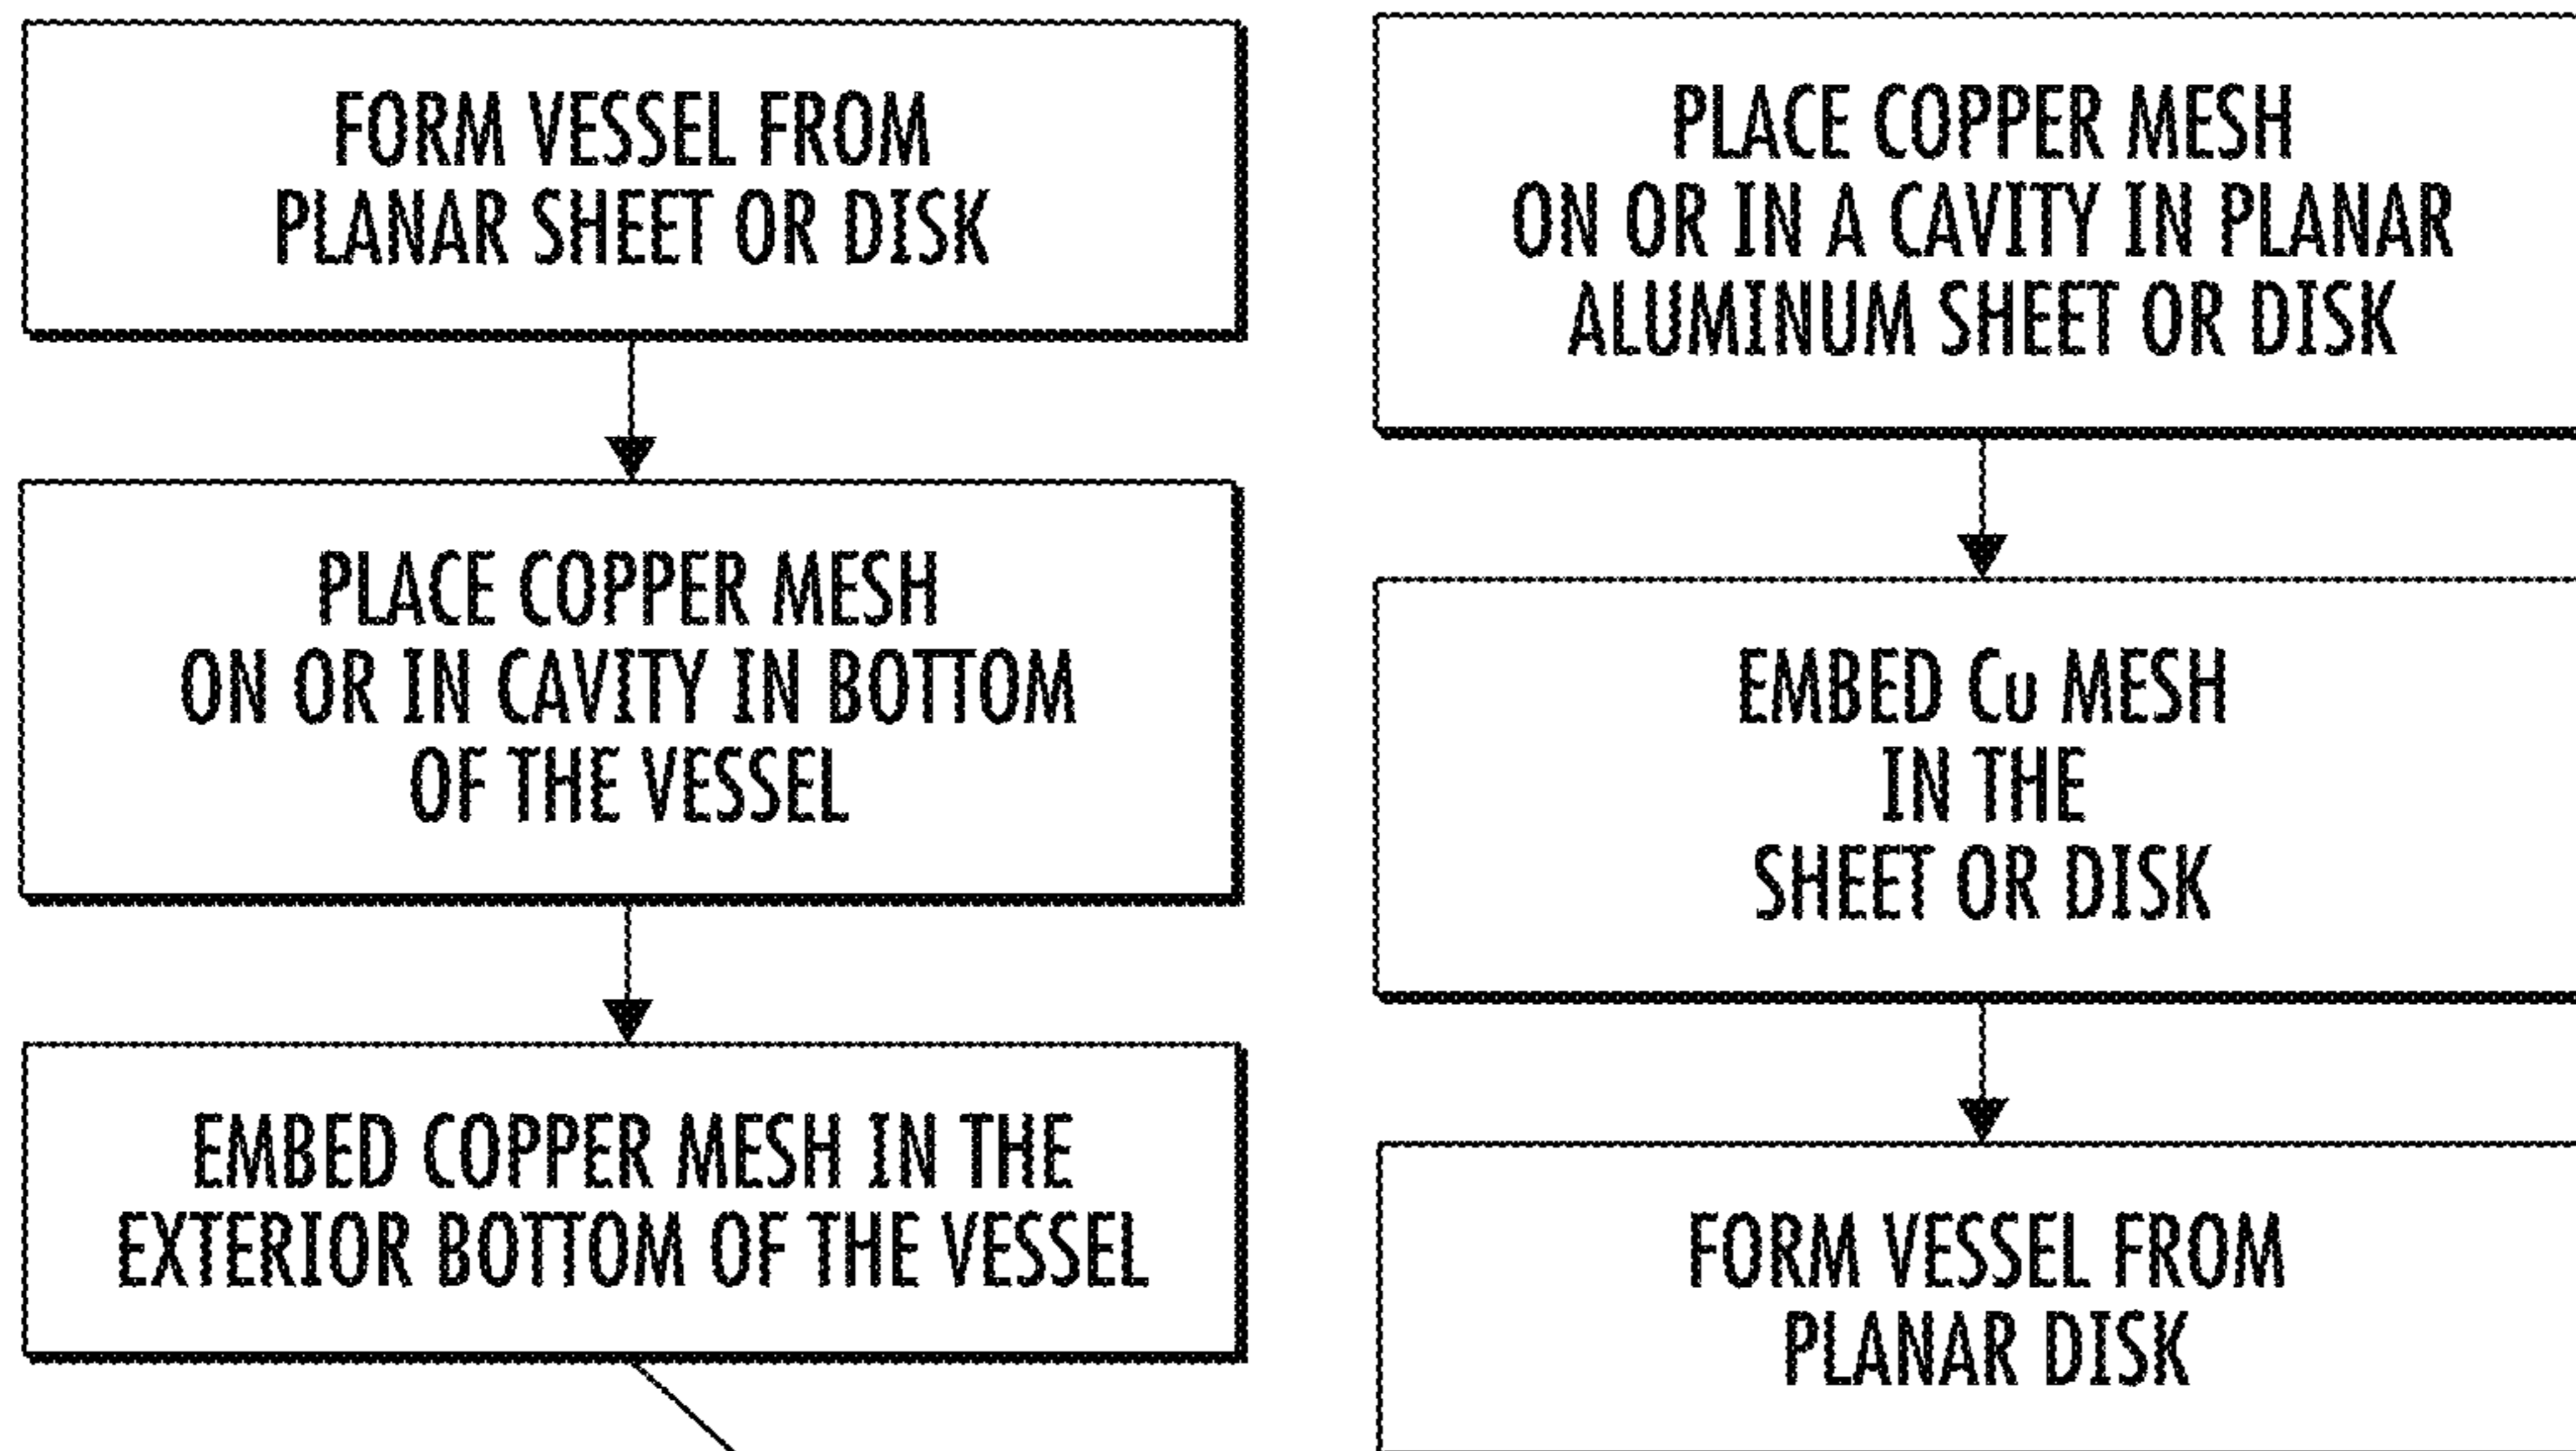 FORM VESSEL FROM
PLANAR SHEET OR DISK
PLACE COPPER MESH
ON OR IN CAVITY IN BOTTOM
OF THE VESSEL
EMBED COPPER MESH IN THE
EXTERIOR BOTTOM OF THE VESSEL
PLACE COPPER MESH
ON OR IN A CAVITY IN PLANAR
ALUMINUM SHEET OR DISK
EMBED Cu MESH
IN THE
SHEET OR DISK
FORM VESSEL FROM
PLANAR DISK